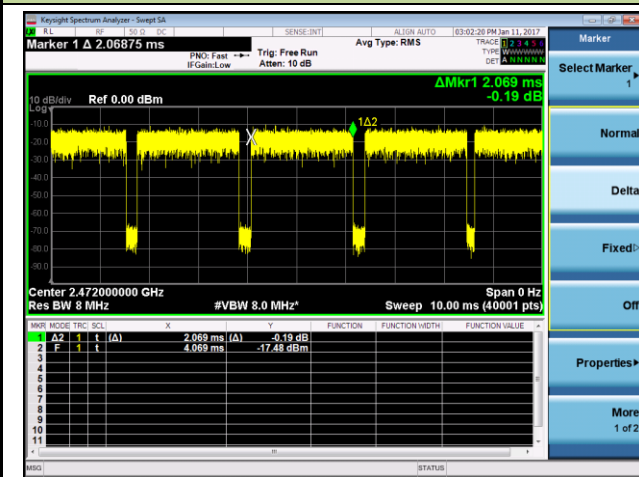 Keysight Spectrum Analyzer - Swept SA
RL RF 50 Ω DC SENSE:INT ALIGN AUTO 03:02:20 PM Jan 11, 2017
Marker 1 Δ 2.06875 ms
PNO: Fast
IFGain:Low
Trig: Free Run
Atten: 10 dB
Avg Type: RMS
TRACE 1 2 3 4 5 6
TYPE WWWWWW
DET A N N N N N
ΔMkr1 2.069 ms
-0.19 dB
10 dB/div Ref 0.00 dBm
Log
-10.0
-20.0
-30.0
-40.0
-50.0
-60.0
-70.0
-80.0
-90.0
1Δ2
Center 2.472000000 GHz Span 0 Hz
Res BW 8 MHz #VBW 8.0 MHz* Sweep 10.00 ms (40001 pts)
MKR MODE TRC SCL X Y FUNCTION FUNCTION WIDTH FUNCTION VALUE
1 Δ2 1 t (Δ) 2.069 ms (Δ) -0.19 dB
2 F 1 t 4.069 ms -17.48 dBm
3
4
5
6
7
8
9
10
11
MSG STATUS
Marker
Select Marker
1
Normal
Delta
Fixed
Off
Properties
More
1 of 2